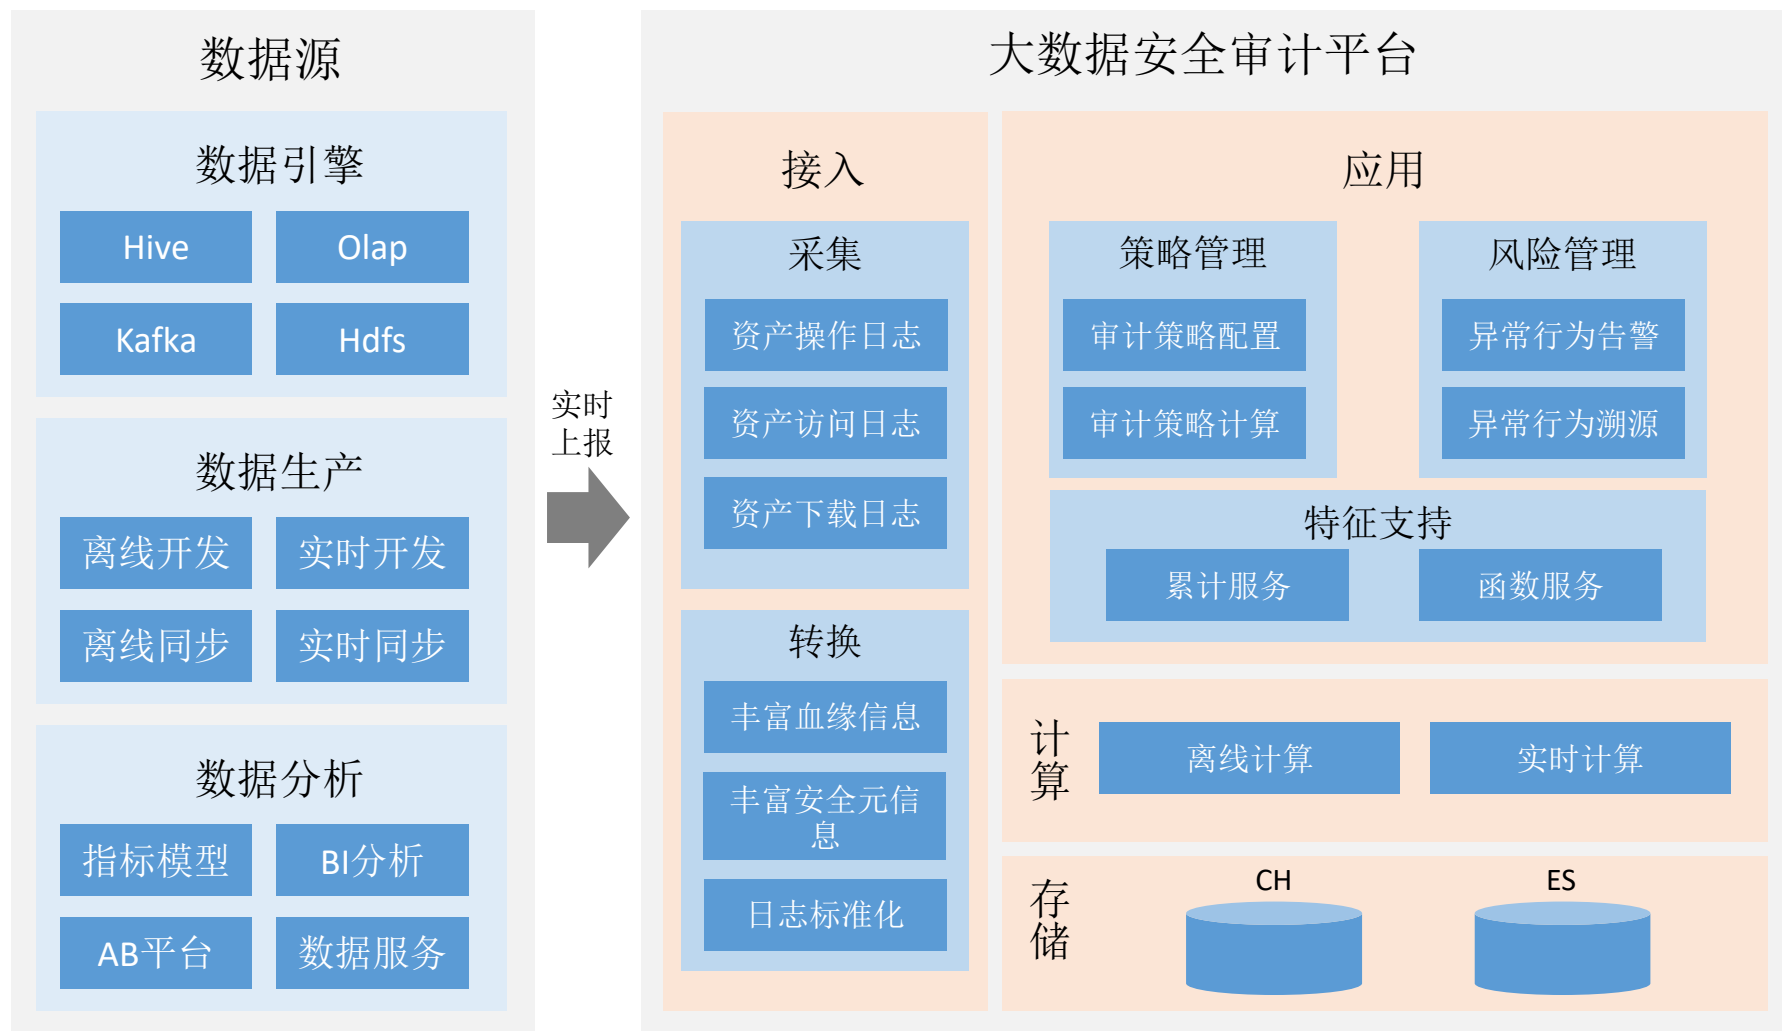 数据源
数据引擎
Hive
Olap
Kafka
Hdfs
数据生产
离线开发
实时开发
离线同步
实时同步
数据分析
指标模型
BI分析
AB平台
数据服务
实时
上报
大数据安全审计平台
接入
采集
资产操作日志
资产访问日志
资产下载日志
转换
丰富血缘信息
丰富安全元信
息
日志标准化
应用
策略管理
审计策略配置
审计策略计算
风险管理
异常行为告警
异常行为溯源
特征支持
累计服务
函数服务
计算
离线计算
实时计算
存储
CH
ES